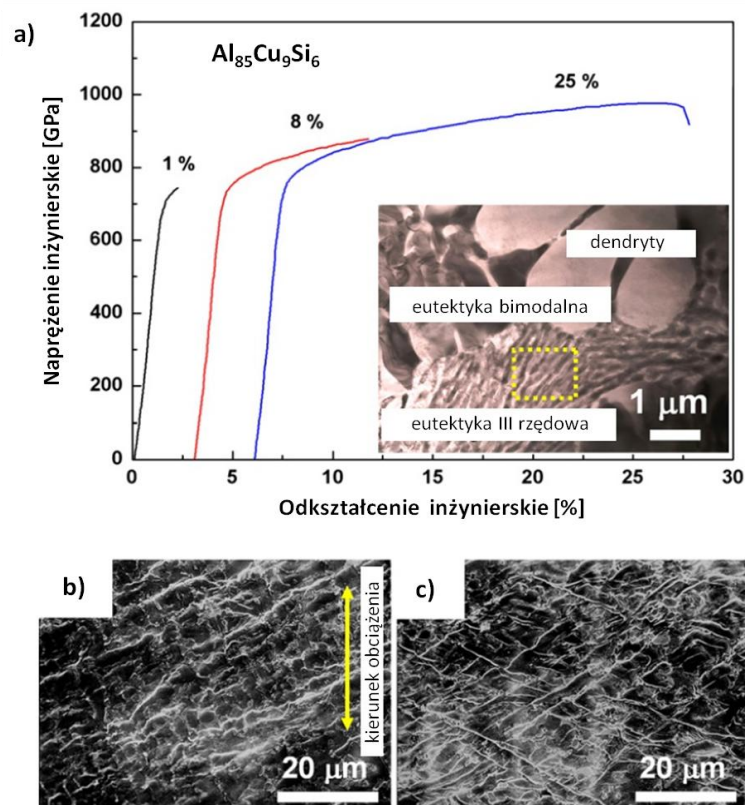 a)
Al₈₅Cu₉Si₆
Naprężenie inżynierskie [GPa]
1200
1000
800
600
400
200
0
1 %
8 %
25 %
dendryty
eutektyka bimodalna
eutektyka III rzędowa
1 µm
0 5 10 15 20 25 30
Odkształcenie inżynierskie [%]
b)
kierunek obciążenia
20 µm
c)
20 µm